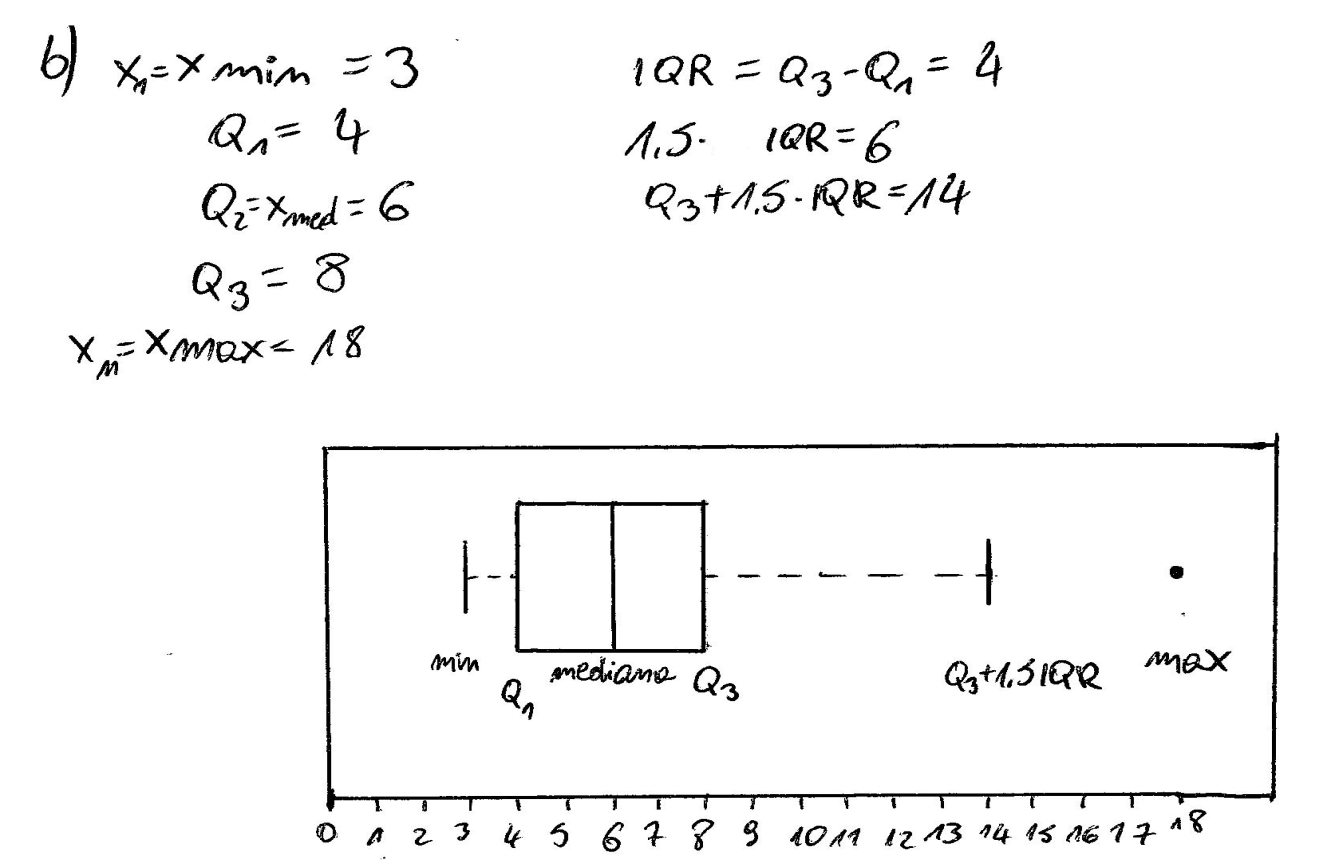 b) x₁=x min = 3
Q₁= 4
Q₂=xmed=6
Q₃= 8
xₙ=xmax= 18
IQR = Q₃-Q₁= 4
1.5· IQR=6
Q₃+1.5·IQR=14
min
Q₁
mediana
Q₃
Q₃+1.5IQR
max
0 1 2 3 4 5 6 7 8 9 10 11 12 13 14 15 16 17 18